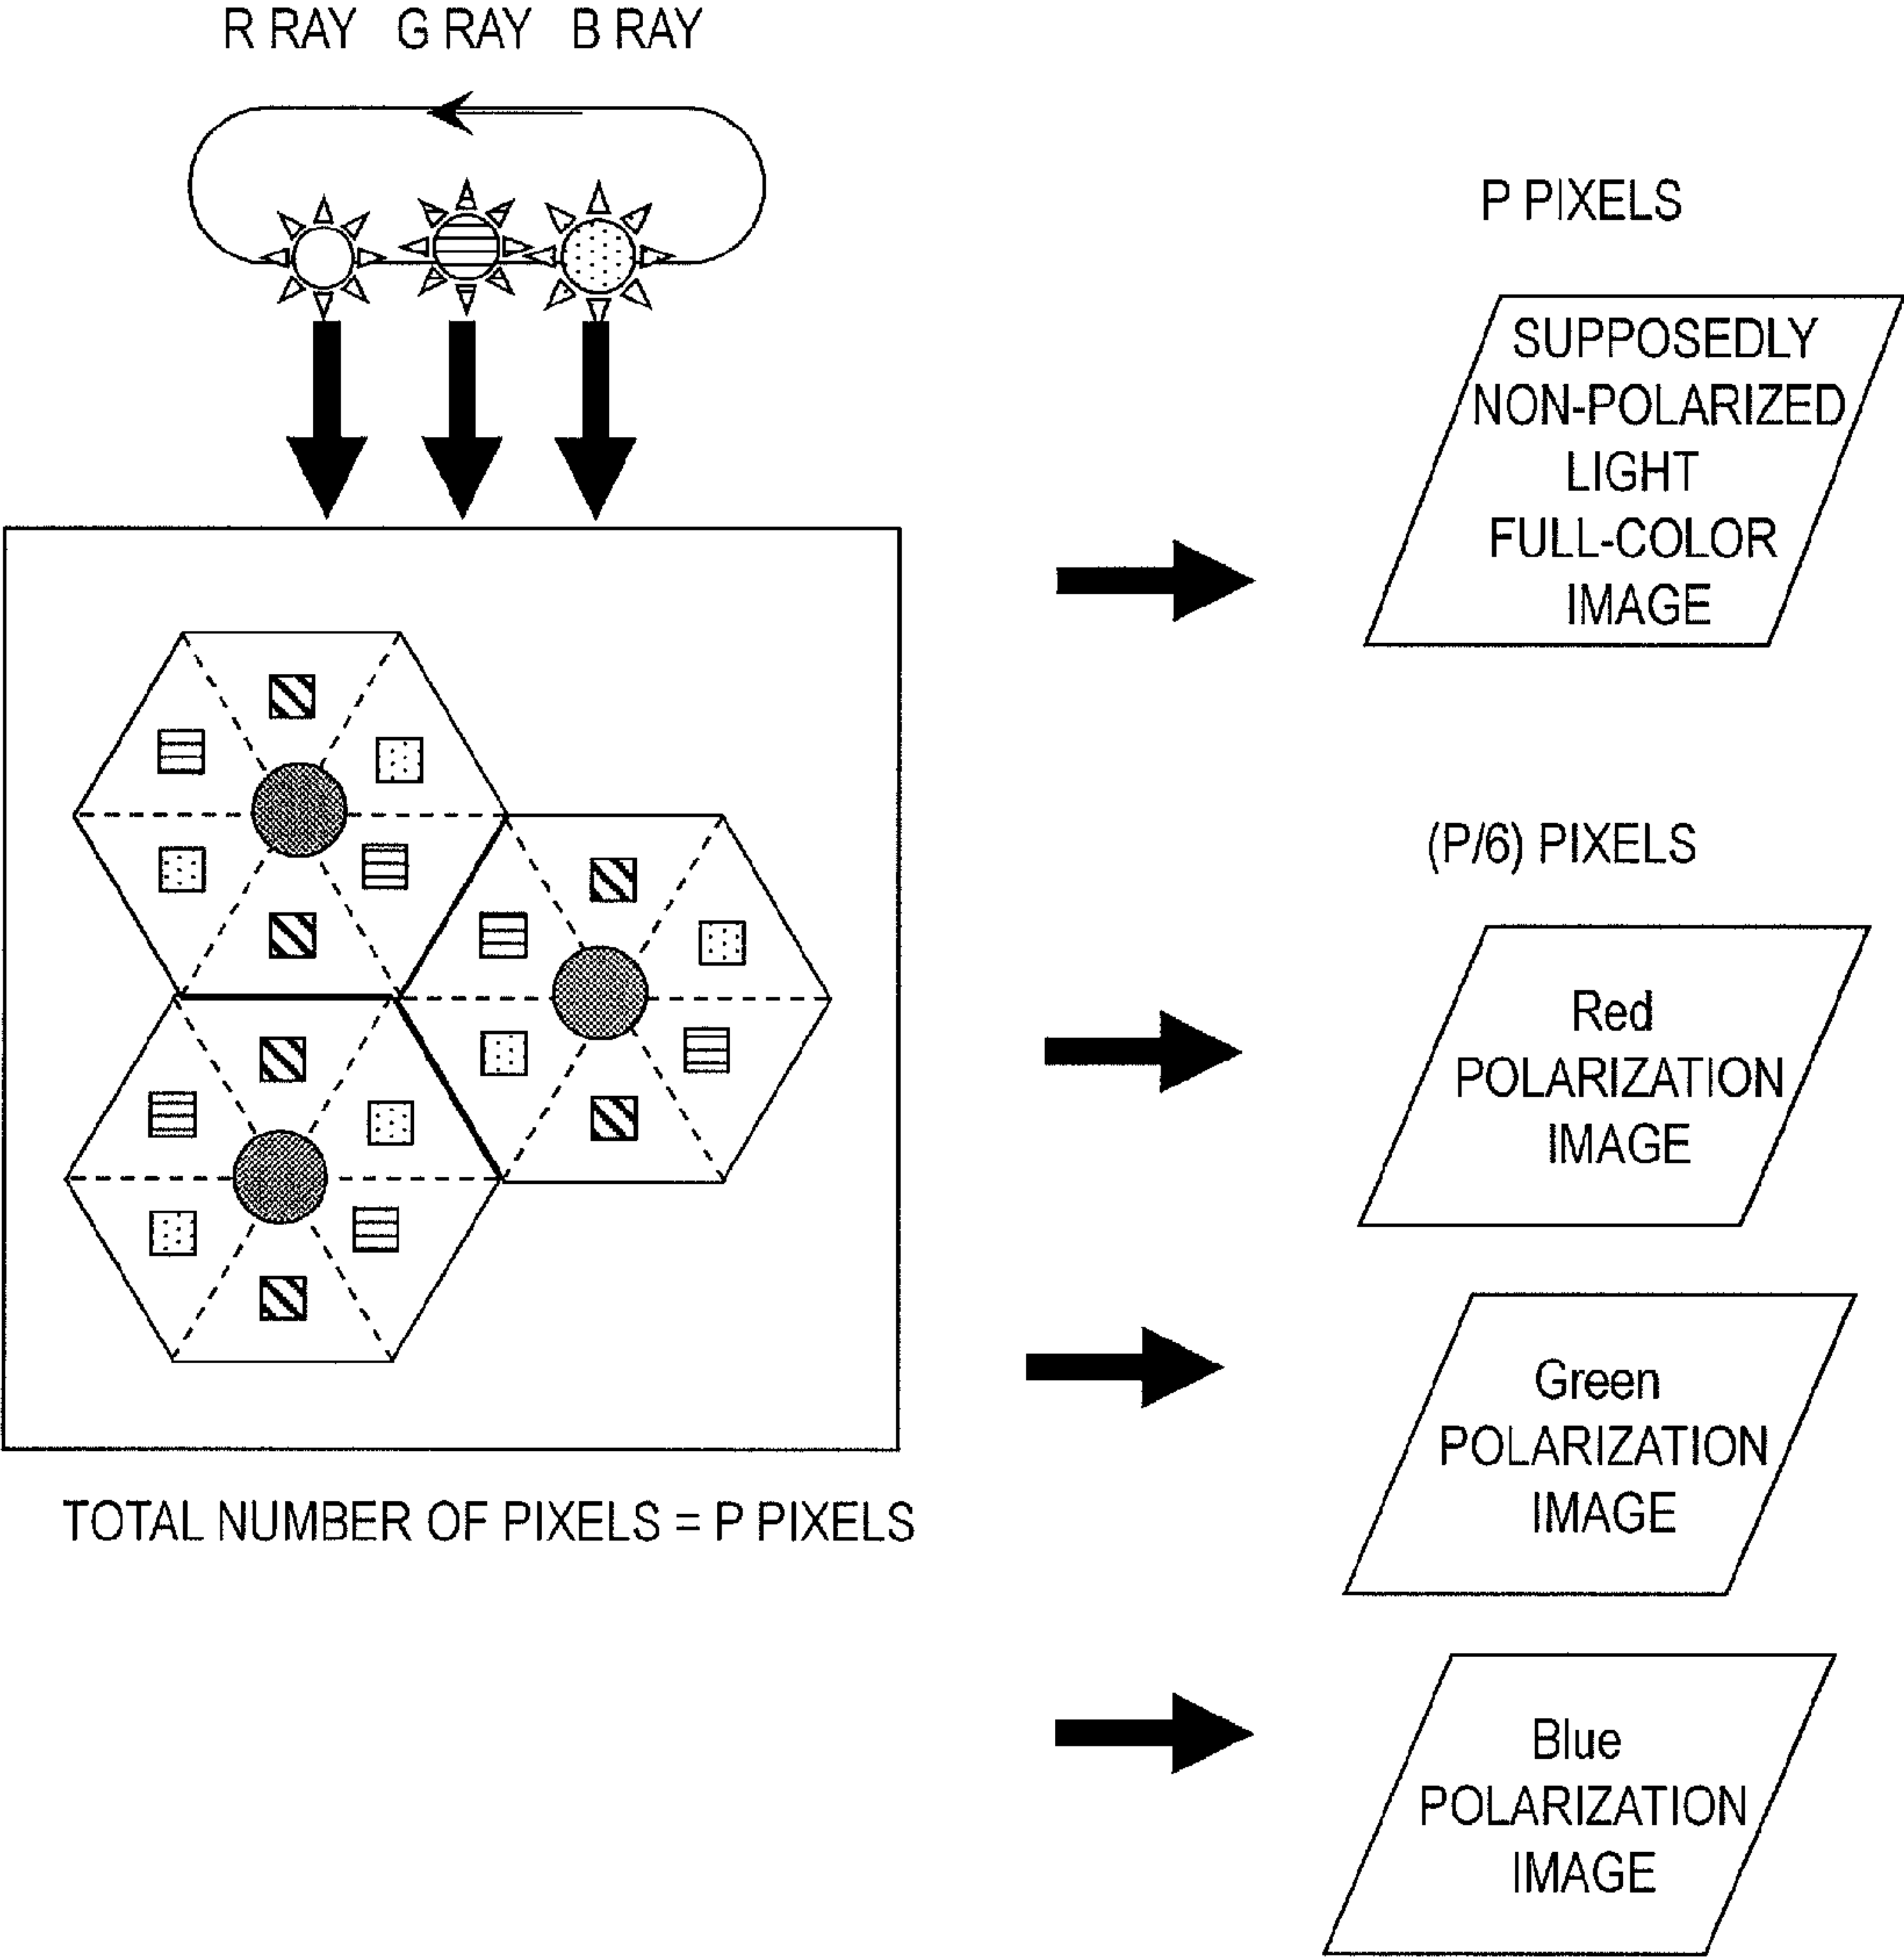 R RAY G RAY B RAY
P PIXELS
SUPPOSEDLY
NON-POLARIZED
LIGHT
FULL-COLOR
IMAGE
(P/6) PIXELS
Red
POLARIZATION
IMAGE
Green
POLARIZATION
IMAGE
TOTAL NUMBER OF PIXELS = P PIXELS
Blue
POLARIZATION
IMAGE